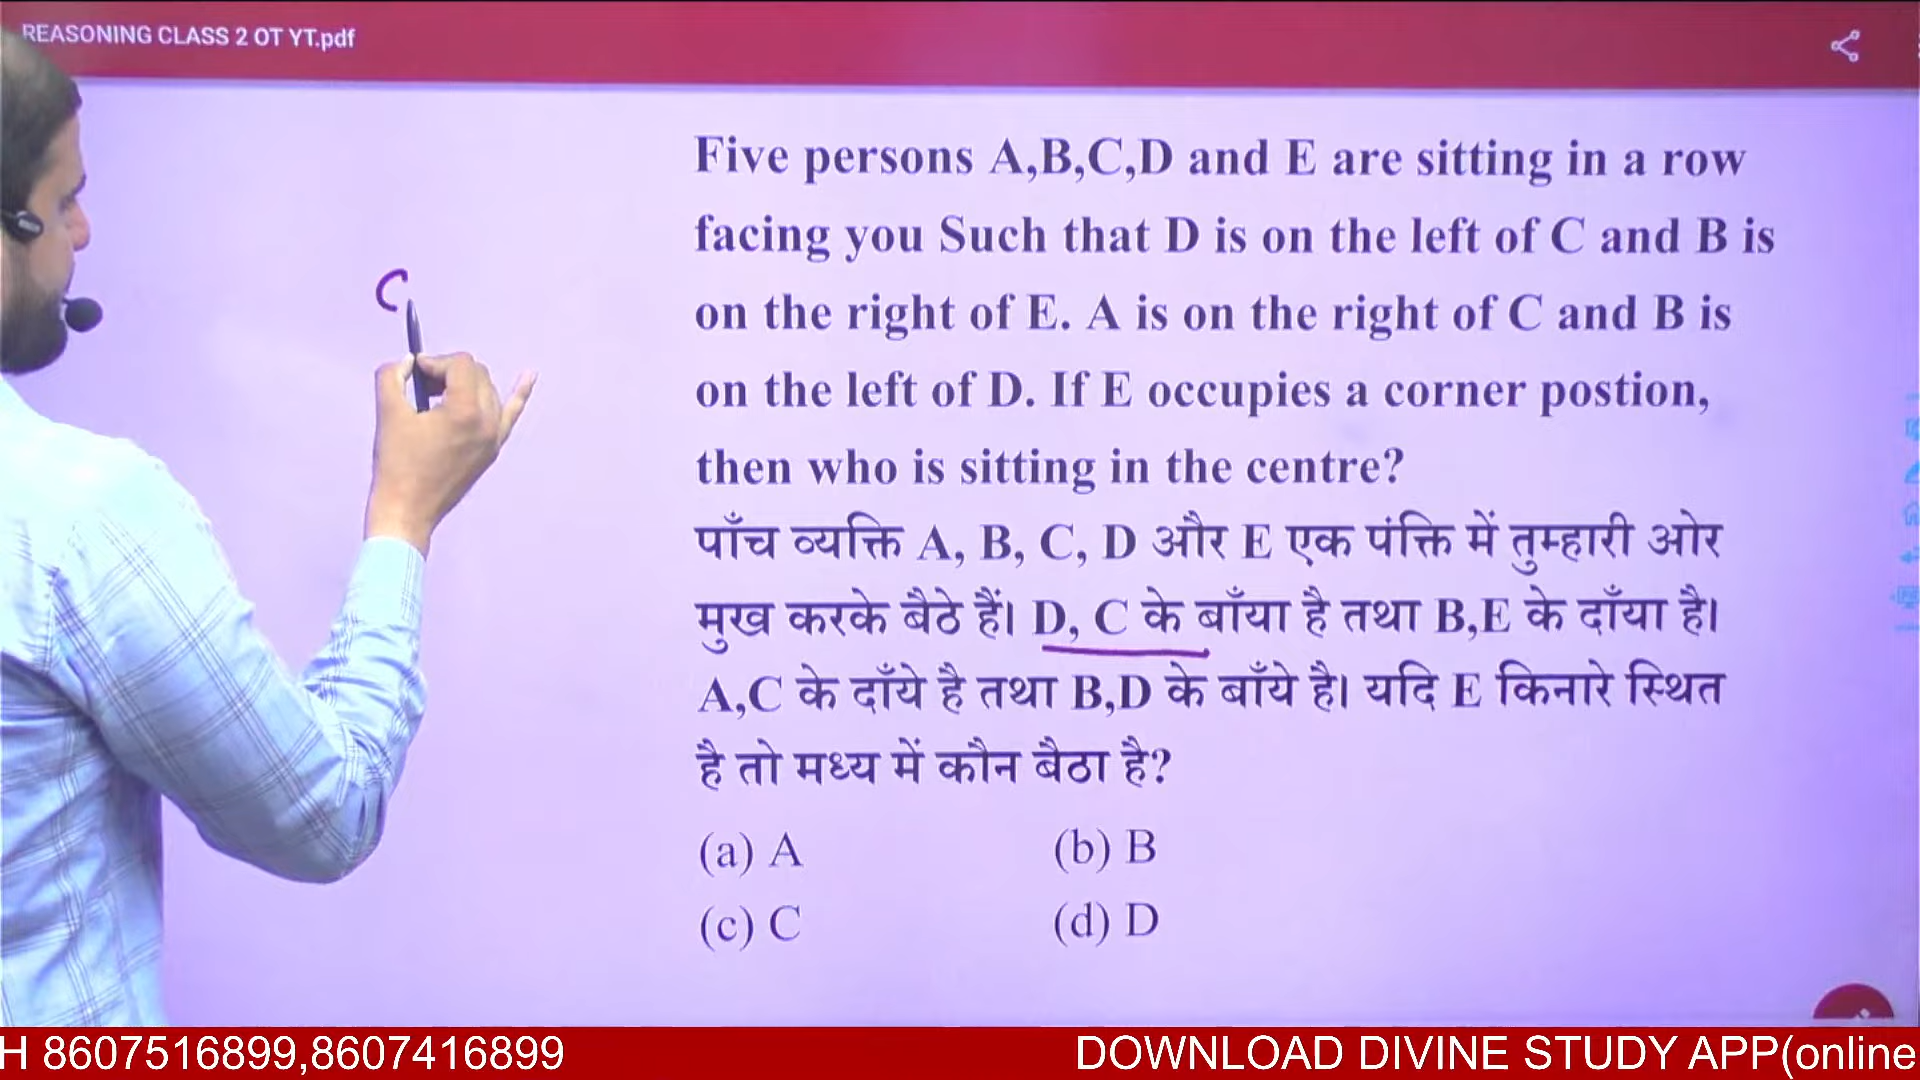 REASONING CLASS 2 OT YT.pdf
Five persons A,B,C,D and E are sitting in a row
facing you Such that D is on the left of C and B is
on the right of E. A is on the right of C and B is
on the left of D. If E occupies a corner postion,
then who is sitting in the centre?
पाँच व्यक्ति A, B, C, D और E एक पंक्ति में तुम्हारी ओर
मुख करके बैठे हैं। D, C के बाँया है तथा B,E के दाँया है।
A,C के दाँये है तथा B,D के बाँये है। यदि E किनारे स्थित
है तो मध्य में कौन बैठा है?
(a) A (b) B
(c) C (d) D
C
H 8607516899,8607416899 DOWNLOAD DIVINE STUDY APP(online